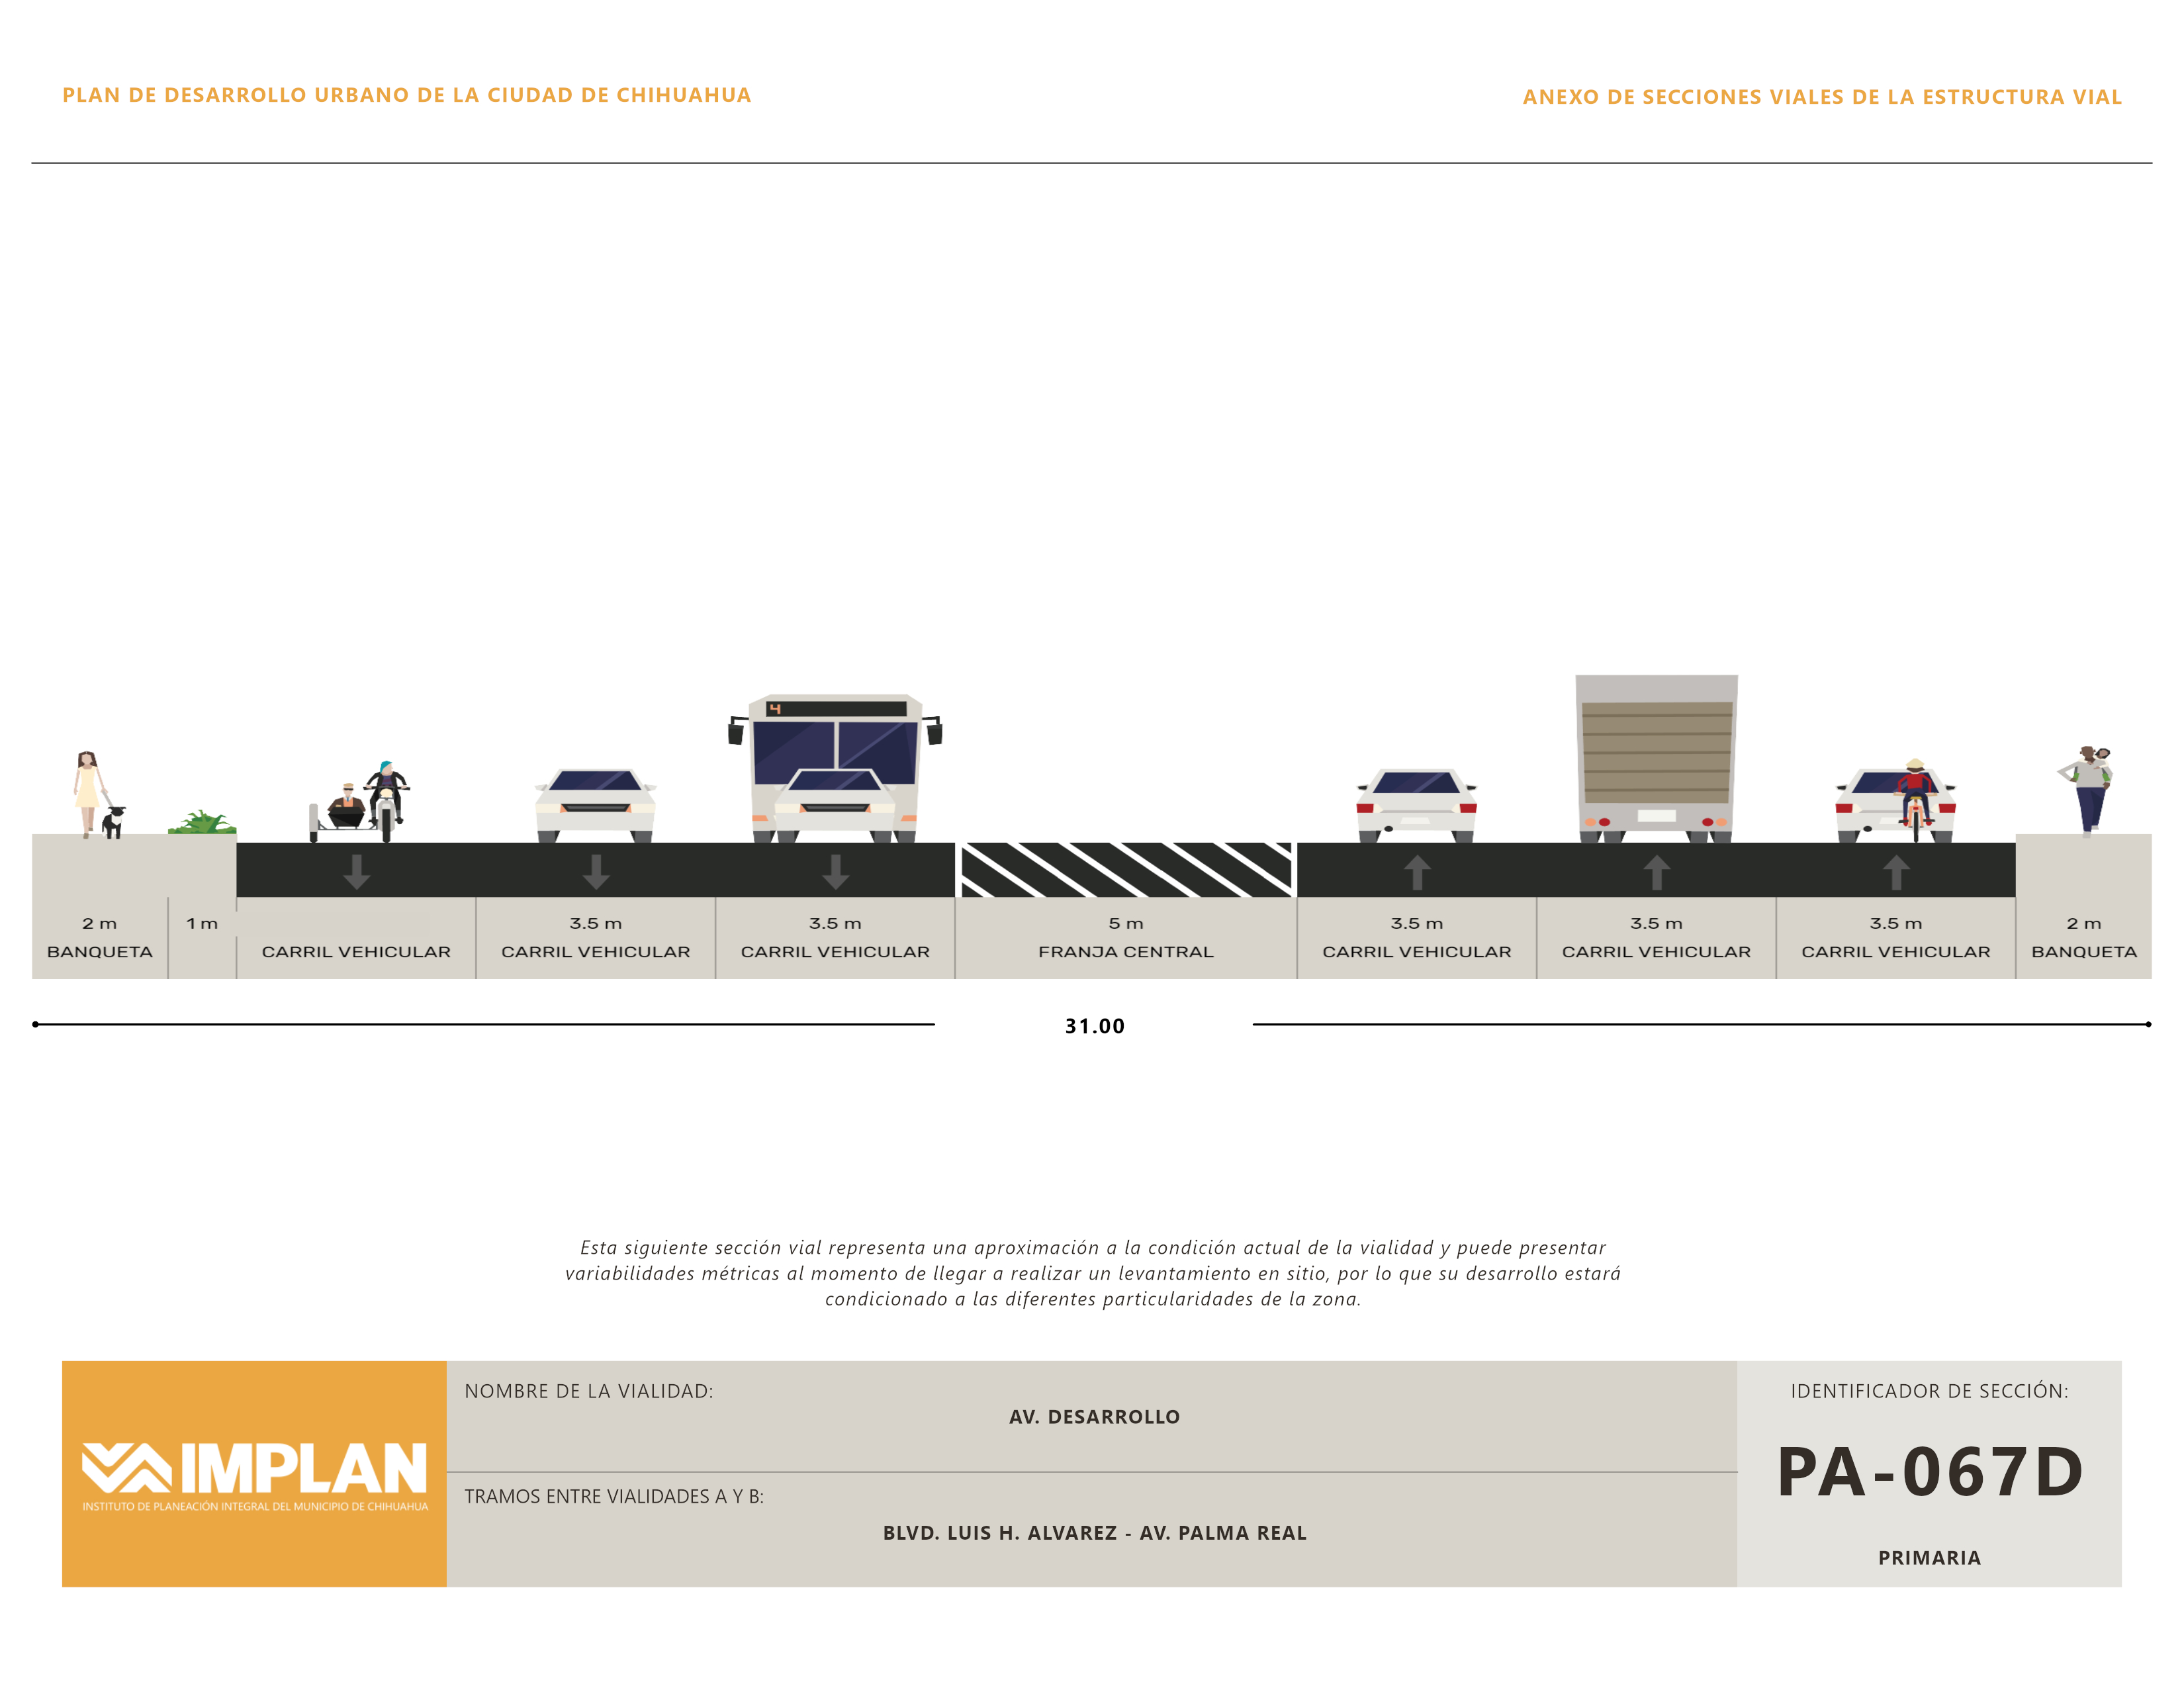 PLAN DE DESARROLLO URBANO DE LA CIUDAD DE CHIHUAHUA
ANEXO DE SECCIONES VIALES DE LA ESTRUCTURA VIAL
4
2 m
BANQUETA
1 m
CARRIL VEHICULAR
3.5 m
CARRIL VEHICULAR
3.5 m
CARRIL VEHICULAR
5 m
FRANJA CENTRAL
3.5 m
CARRIL VEHICULAR
3.5 m
CARRIL VEHICULAR
3.5 m
CARRIL VEHICULAR
2 m
BANQUETA
31.00
Esta siguiente sección vial representa una aproximación a la condición actual de la vialidad y puede presentar
variabilidades métricas al momento de llegar a realizar un levantamiento en sitio, por lo que su desarrollo estará
condicionado a las diferentes particularidades de la zona.
IMPLAN
INSTITUTO DE PLANEACIÓN INTEGRAL DEL MUNICIPIO DE CHIHUAHUA
NOMBRE DE LA VIALIDAD:
AV. DESARROLLO
TRAMOS ENTRE VIALIDADES A Y B:
BLVD. LUIS H. ALVAREZ - AV. PALMA REAL
IDENTIFICADOR DE SECCIÓN:
PA-067D
PRIMARIA